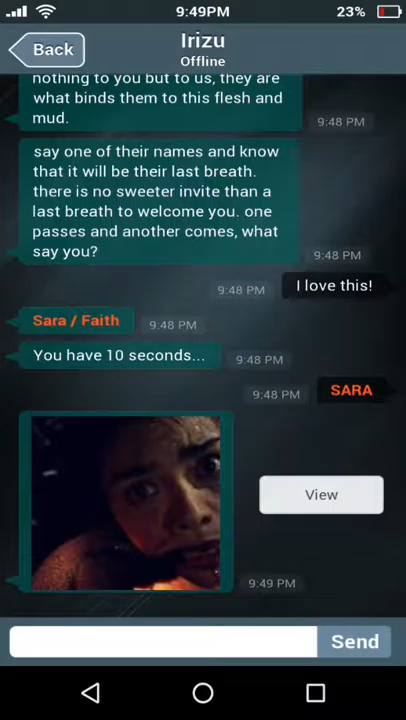 9:49PM 23%
Back
Irizu
Offline
nothing to you but to us, they are
what binds them to this flesh and
mud.
9:48 PM
say one of their names and know
that it will be their last breath.
there is no sweeter invite than a
last breath to welcome you. one
passes and another comes, what
say you?
9:48 PM
9:48 PM I love this!
Sara / Faith 9:48 PM
You have 10 seconds... 9:48 PM
9:48 PM SARA
View
9:49 PM
Send